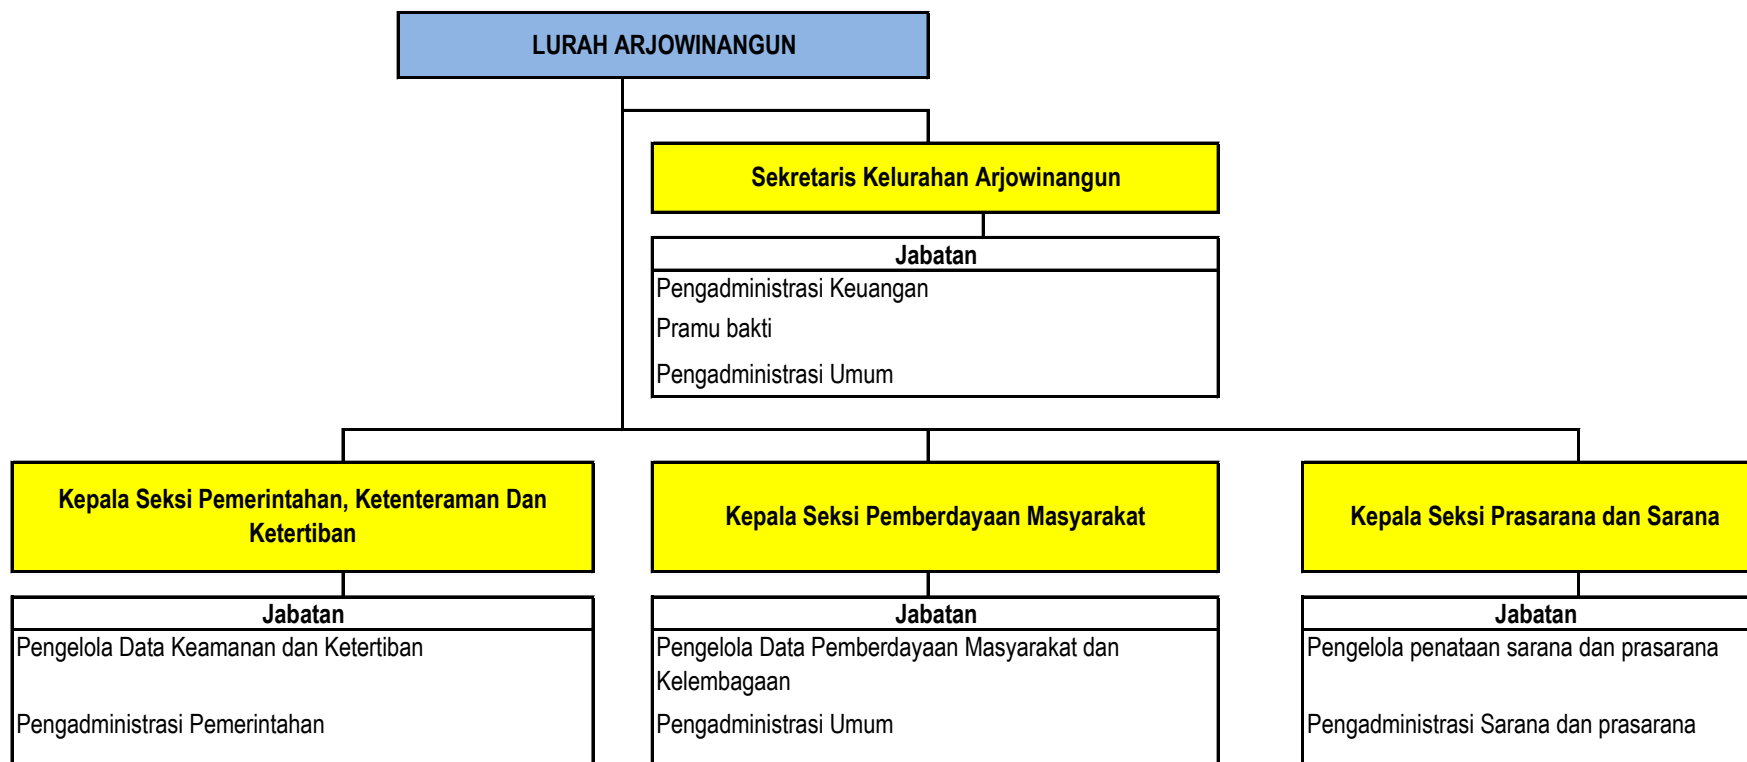 LURAH ARJOWINANGUN
Sekretaris Kelurahan Arjowinangun
Jabatan
Pengadministrasi Keuangan
Pramu bakti
Pengadministrasi Umum
Kepala Seksi Pemerintahan, Ketenteraman Dan
Ketertiban
Jabatan
Pengelola Data Keamanan dan Ketertiban
Pengadministrasi Pemerintahan
Kepala Seksi Pemberdayaan Masyarakat
Jabatan
Pengelola Data Pemberdayaan Masyarakat dan
Kelembagaan
Pengadministrasi Umum
Kepala Seksi Prasarana dan Sarana
Jabatan
Pengelola penataan sarana dan prasarana
Pengadministrasi Sarana dan prasarana